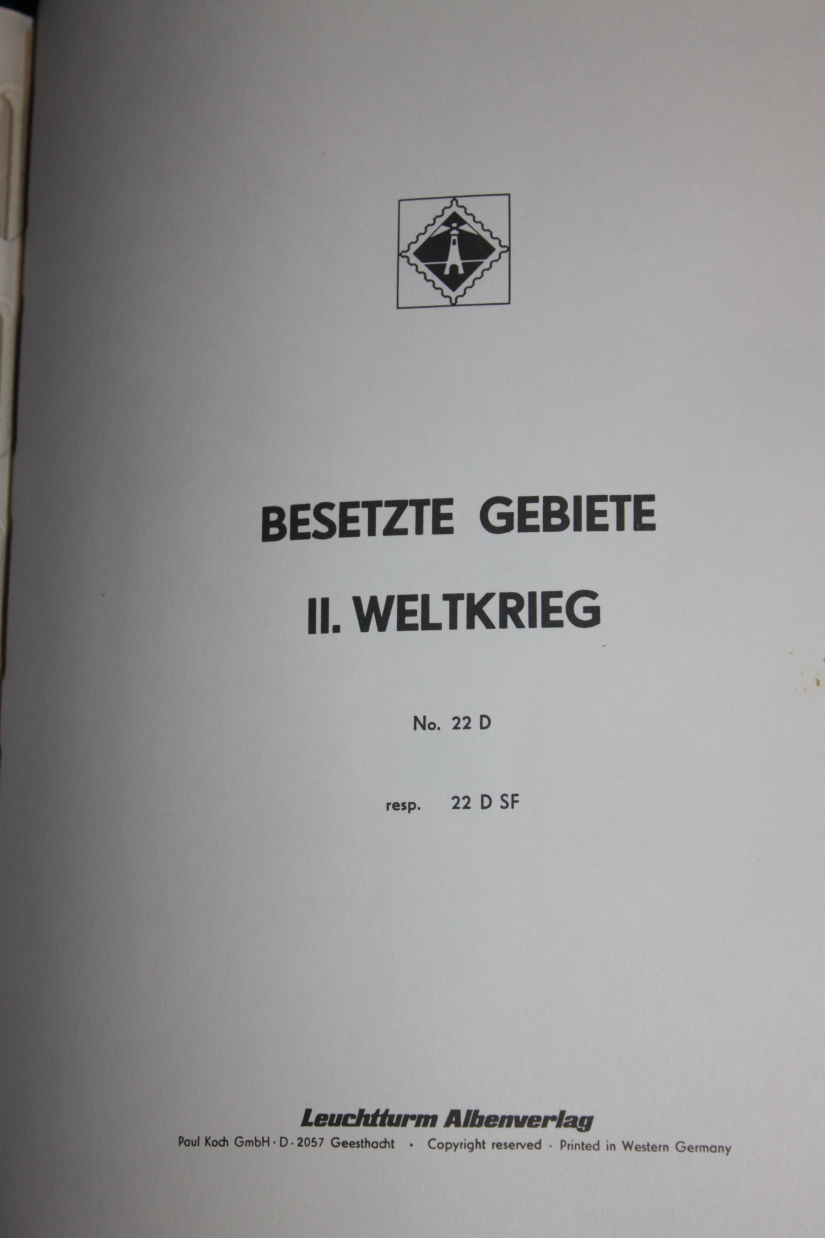 BESETZTE GEBIETE
II. WELTKRIEG
No. 22 D
resp. 22 D SF
Leuchtturm Albenverlag
Paul Koch GmbH · D - 2057 Geesthacht • Copyright reserved · Printed in Western Germany